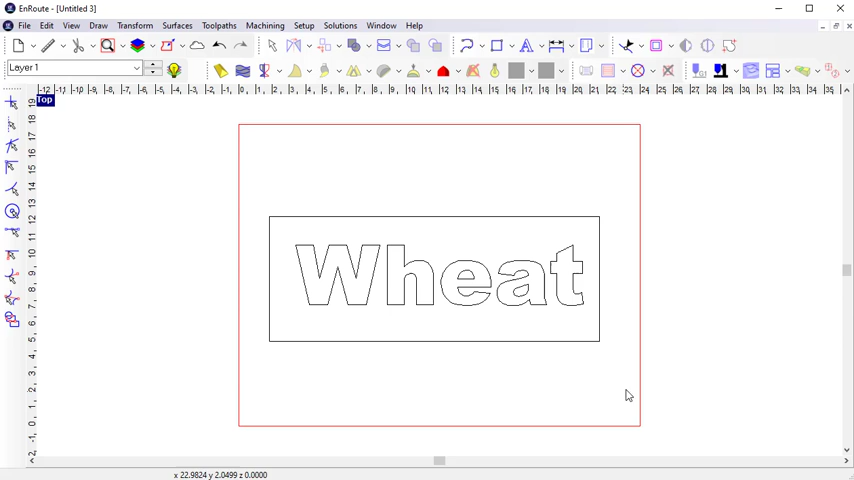 EnRoute - [Untitled 3]
File Edit View Draw Transform Surfaces Toolpaths Machining Setup Solutions Window Help
Layer 1
Top
Wheat
x 22.9824 y 2.0499 z 0.0000